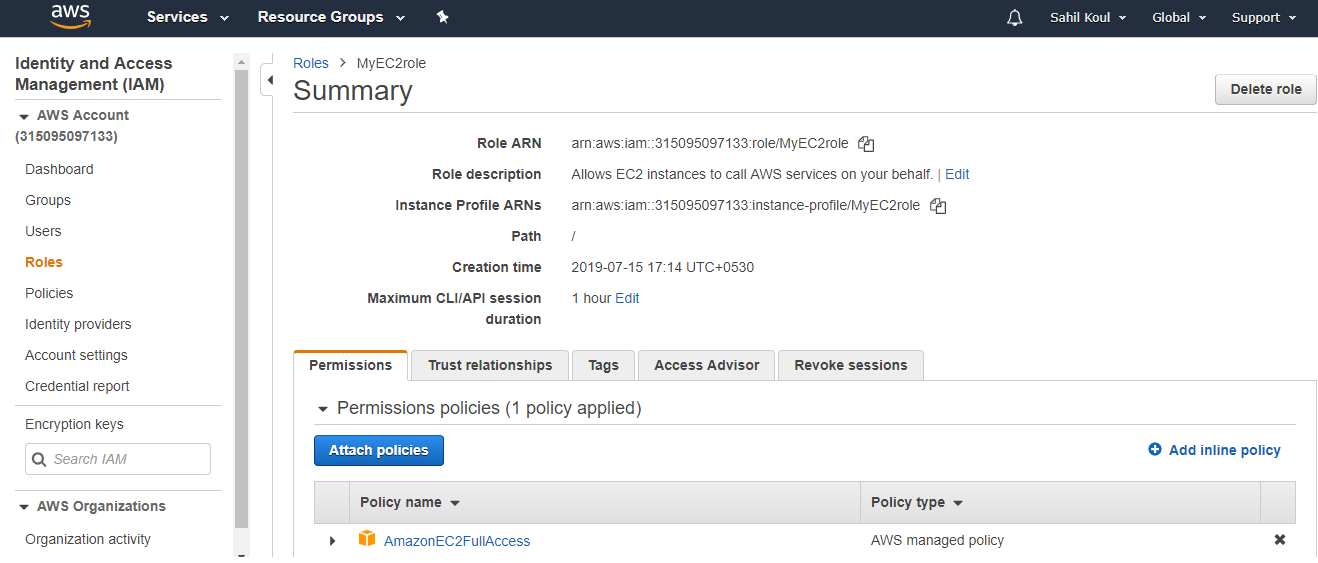 aws Services Resource Groups Sahil Koul Global Support
Identity and Access
Management (IAM)
AWS Account
(315095097133)
Dashboard
Groups
Users
Roles
Policies
Identity providers
Account settings
Credential report
Encryption keys
Search IAM
AWS Organizations
Organization activity
Roles > MyEC2role
Summary
Delete role
Role ARN arn:aws:iam::315095097133:role/MyEC2role
Role description Allows EC2 instances to call AWS services on your behalf. | Edit
Instance Profile ARNs arn:aws:iam::315095097133:instance-profile/MyEC2role
Path /
Creation time 2019-07-15 17:14 UTC+0530
Maximum CLI/API session 1 hour Edit
duration
Permissions Trust relationships Tags Access Advisor Revoke sessions
Permissions policies (1 policy applied)
Attach policies Add inline policy
Policy name Policy type
AmazonEC2FullAccess AWS managed policy